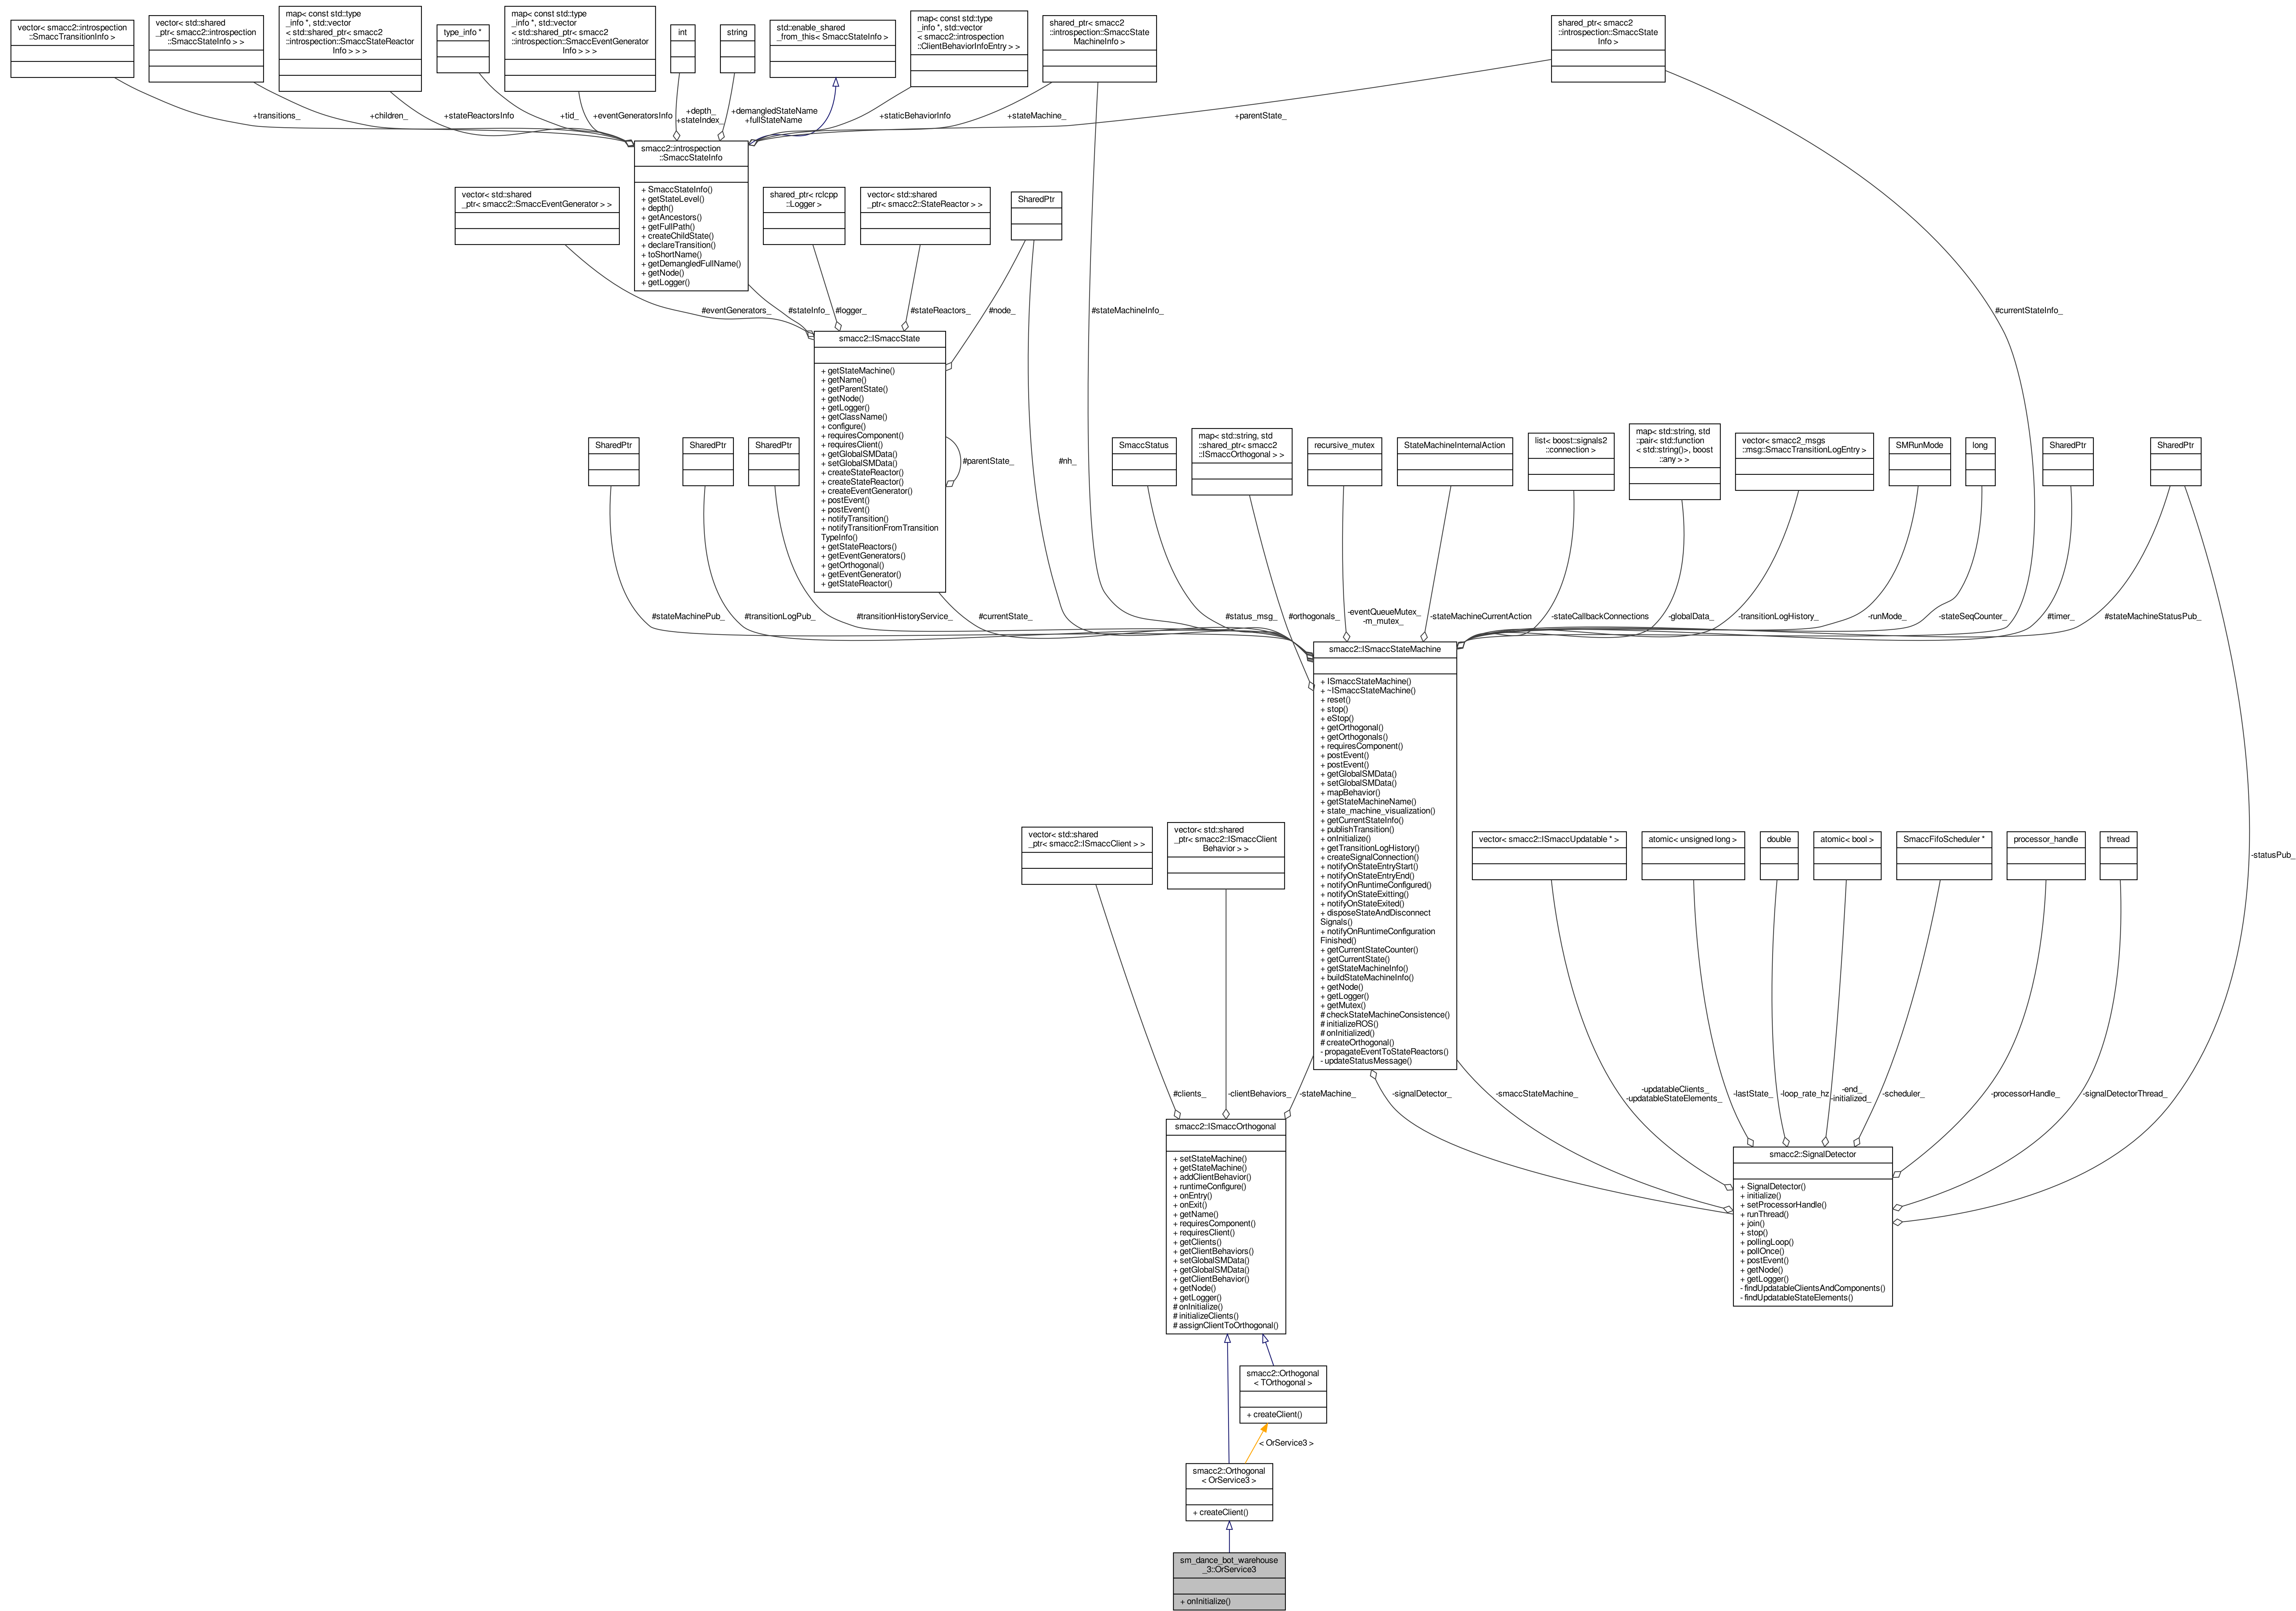 vector< smacc2::introspection
::SmaccTransitionInfo >
vector< std::shared
_ptr< smacc2::introspection
::SmaccStateInfo > >
map< const std::type
_info *, std::vector
< std::shared_ptr< smacc2
::introspection::SmaccStateReactor
Info > > >
type_info *
map< const std::type
_info *, std::vector
< std::shared_ptr< smacc2
::introspection::SmaccEventGenerator
Info > > >
int
string
std::enable_shared
_from_this< SmaccStateInfo >
map< const std::type
_info *, std::vector
< smacc2::introspection
::ClientBehaviorInfoEntry > >
shared_ptr< smacc2
::introspection::SmaccState
MachineInfo >
shared_ptr< smacc2
::introspection::SmaccState
Info >
+transitions_
+children_
+stateReactorsInfo
+tid_
+eventGeneratorsInfo
+depth_
+stateIndex_
+demangledStateName
+fullStateName
+staticBehaviorInfo
+stateMachine_
+parentState_
smacc2::introspection
::SmaccStateInfo
+ SmaccStateInfo()
+ getStateLevel()
+ depth()
+ getAncestors()
+ getFullPath()
+ createChildState()
+ declareTransition()
+ toShortName()
+ getDemangledFullName()
+ getNode()
+ getLogger()
vector< std::shared
_ptr< smacc2::SmaccEventGenerator > >
shared_ptr< rclcpp
::Logger >
vector< std::shared
_ptr< smacc2::StateReactor > >
SharedPtr
#eventGenerators_
#stateInfo_
#logger_
#stateReactors_
#node_
#stateMachineInfo_
#currentStateInfo_
smacc2::ISmaccState
+ getStateMachine()
+ getName()
+ getParentState()
+ getNode()
+ getLogger()
+ getClassName()
+ configure()
+ requiresComponent()
+ requiresClient()
+ getGlobalSMData()
+ setGlobalSMData()
+ createStateReactor()
+ createStateReactor()
+ createEventGenerator()
+ postEvent()
+ postEvent()
+ notifyTransition()
+ notifyTransitionFromTransition
TypeInfo()
+ getStateReactors()
+ getEventGenerators()
+ getOrthogonal()
+ getEventGenerator()
+ getStateReactor()
#parentState_
#nh_
SharedPtr
SharedPtr
SharedPtr
SmaccStatus
map< std::string, std
::shared_ptr< smacc2
::ISmaccOrthogonal > >
recursive_mutex
StateMachineInternalAction
list< boost::signals2
::connection >
map< std::string, std
::pair< std::function
< std::string()>, boost
::any > >
vector< smacc2_msgs
::msg::SmaccTransitionLogEntry >
SMRunMode
long
SharedPtr
SharedPtr
#stateMachinePub_
#transitionLogPub_
#transitionHistoryService_
#currentState_
#status_msg_
#orthogonals_
-eventQueueMutex_
-m_mutex_
-stateMachineCurrentAction
-stateCallbackConnections
-globalData_
-transitionLogHistory_
-runMode_
-stateSeqCounter_
#timer_
#stateMachineStatusPub_
smacc2::ISmaccStateMachine
+ ISmaccStateMachine()
+ ~ISmaccStateMachine()
+ reset()
+ stop()
+ eStop()
+ getOrthogonal()
+ getOrthogonals()
+ requiresComponent()
+ postEvent()
+ postEvent()
+ getGlobalSMData()
+ setGlobalSMData()
+ mapBehavior()
+ getStateMachineName()
+ state_machine_visualization()
+ getCurrentStateInfo()
+ publishTransition()
+ onInitialize()
+ getTransitionLogHistory()
+ createSignalConnection()
+ notifyOnStateEntryStart()
+ notifyOnStateEntryEnd()
+ notifyOnRuntimeConfigured()
+ notifyOnStateExitting()
+ notifyOnStateExited()
+ disposeStateAndDisconnect
Signals()
+ notifyOnRuntimeConfiguration
Finished()
+ getCurrentStateCounter()
+ getCurrentState()
+ getStateMachineInfo()
+ buildStateMachineInfo()
+ getNode()
+ getLogger()
+ getMutex()
# checkStateMachineConsistence()
# initializeROS()
# onInitialized()
# createOrthogonal()
- propagateEventToStateReactors()
- updateStatusMessage()
vector< std::shared
_ptr< smacc2::ISmaccClient > >
vector< std::shared
_ptr< smacc2::ISmaccClient
Behavior > >
vector< smacc2::ISmaccUpdatable * >
atomic< unsigned long >
double
atomic< bool >
SmaccFifoScheduler *
processor_handle
thread
-statusPub_
#clients_
-clientBehaviors_
-stateMachine_
-signalDetector_
-smaccStateMachine_
-updatableClients_
-updatableStateElements_
-lastState_
-loop_rate_hz
-end_
-initialized_
-scheduler_
-processorHandle_
-signalDetectorThread_
smacc2::ISmaccOrthogonal
+ setStateMachine()
+ getStateMachine()
+ addClientBehavior()
+ runtimeConfigure()
+ onEntry()
+ onExit()
+ getName()
+ requiresComponent()
+ requiresClient()
+ getClients()
+ getClientBehaviors()
+ setGlobalSMData()
+ getGlobalSMData()
+ getClientBehavior()
+ getNode()
+ getLogger()
# onInitialize()
# initializeClients()
# assignClientToOrthogonal()
smacc2::SignalDetector
+ SignalDetector()
+ initialize()
+ setProcessorHandle()
+ runThread()
+ join()
+ stop()
+ pollingLoop()
+ pollOnce()
+ postEvent()
+ getNode()
+ getLogger()
- findUpdatableClientsAndComponents()
- findUpdatableStateElements()
smacc2::Orthogonal
< TOrthogonal >
+ createClient()
< OrService3 >
smacc2::Orthogonal
< OrService3 >
+ createClient()
sm_dance_bot_warehouse
_3::OrService3
+ onInitialize()